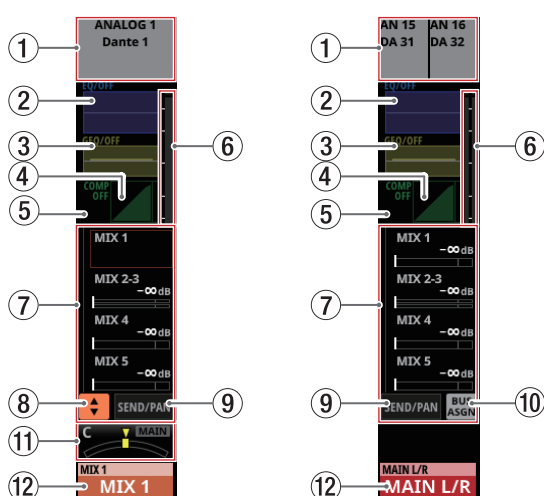 ANALOG 1
Dante 1
1
EQ/OFF
2
GEQ/OFF
3
6
4
COMP
OFF
5
MIX 1
MIX 2-3
-∞ dB
7
MIX 4
-∞ dB
MIX 5
-∞ dB
8
SEND/PAN
9
11
C
MAIN
MIX 1
12
MIX 1
AN 15
AN 16
1
DA 31
DA 32
EQ/OFF
2
GEQ/OFF
3
6
4
COMP
OFF
5
MIX 1
-∞ dB
MIX 2-3
-∞ dB
7
MIX 4
-∞ dB
MIX 5
-∞ dB
9
SEND/PAN
BUS
ASGN
10
MAIN L/R
12
MAIN L/R